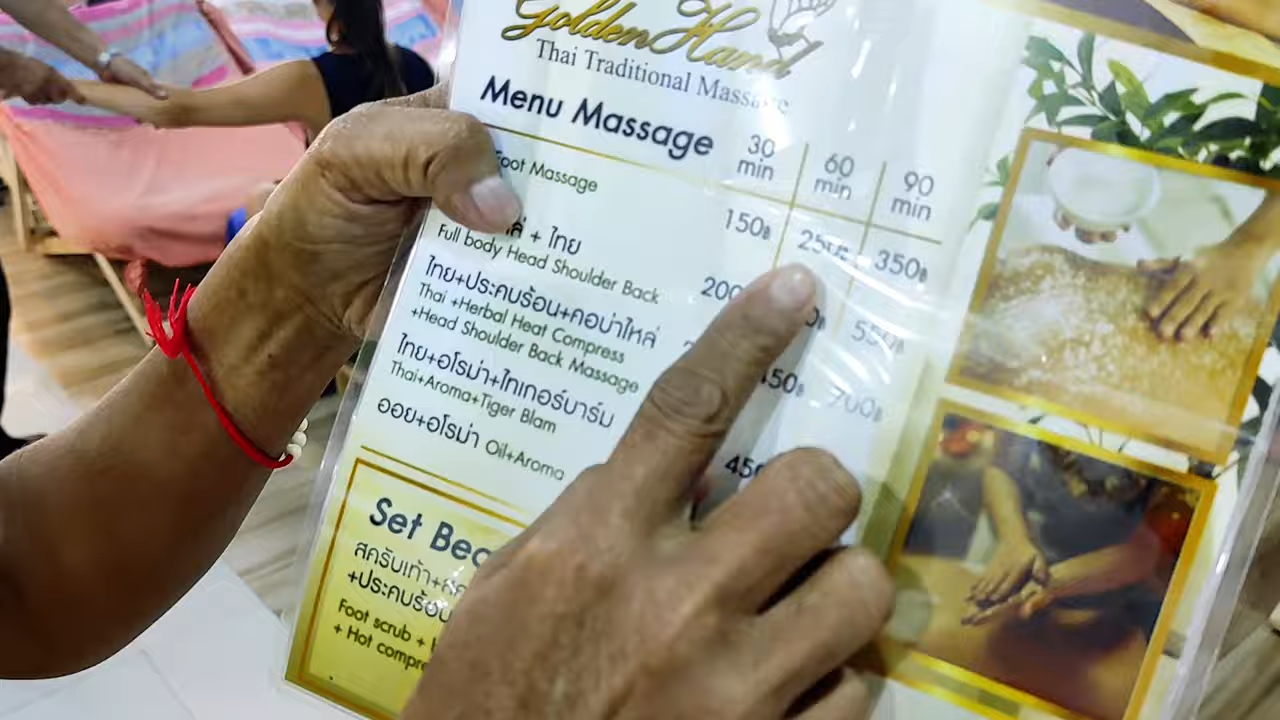 Golden Hand
Thai Traditional Massage
Menu Massage
30 min
60 min
90 min
Foot Massage
150฿
250฿
350฿
+ ไทย
Full body Head Shoulder Back
550฿
ไทย+ประคบร้อน+คอบ่าไหล่
Thai +Herbal Heat Compress
+Head Shoulder Back Massage
700฿
ไทย+อโรม่า+ไทเกอร์บาร์ม
Thai+Aroma+Tiger Blam
ออย+อโรม่า Oil+Aroma
Set
สครับเท้า+
+ประคบร้อน
Foot scrub +
+ Hot